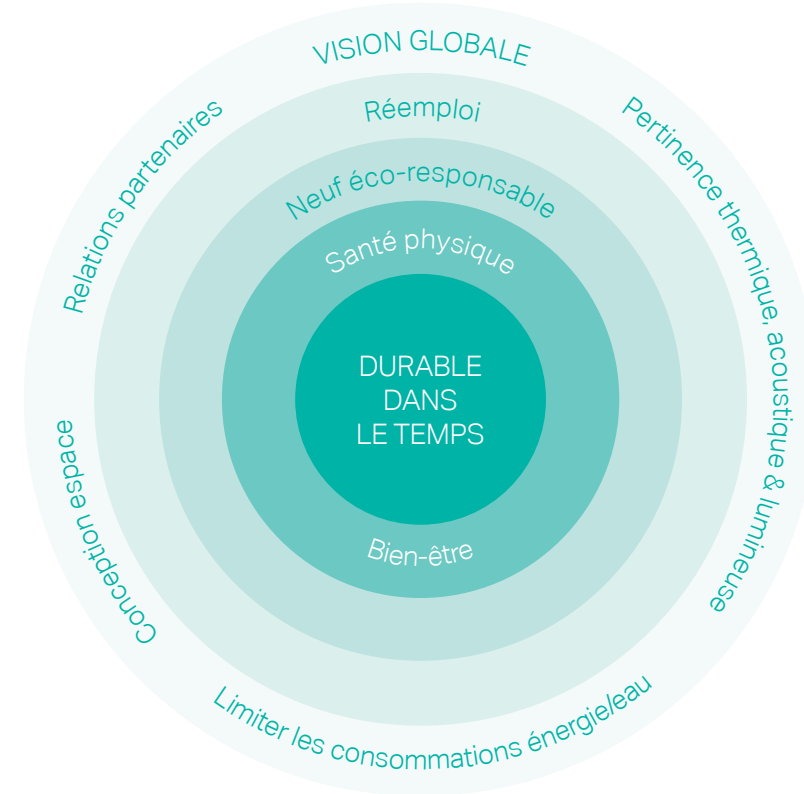 VISION GLOBALE
Relations partenaires
Pertinence thermique, acoustique & lumineuse
Conception espace
Limiter les consommations énergie/eau
Réemploi
Neuf éco-responsable
Santé physique
Bien-être
DURABLE
DANS
LE TEMPS